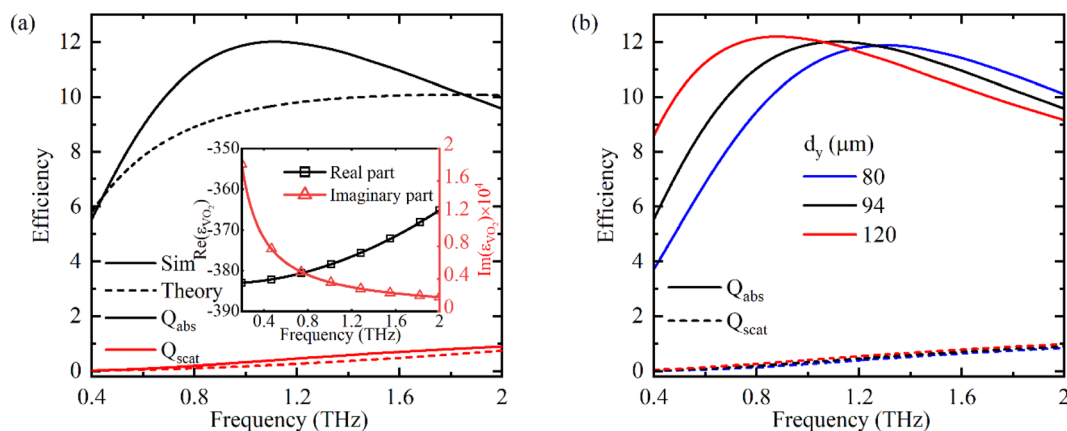 (a)
Efficiency
12
10
8
6
4
2
0
Sim
Theory
Q_abs
Q_scat
0.4
0.8
1.2
1.6
2
Frequency (THz)
Re(ε_VO₂)
-350
-360
-370
-380
-390
Real part
Imaginary part
0.4
0.8
1.2
1.6
2
Frequency (THz)
2
1.6
1.2
0.8
0.4
0
Im(ε_VO₂)×10⁴
(b)
Efficiency
12
10
8
6
4
2
0
d_y (μm)
80
94
120
Q_abs
Q_scat
0.4
0.8
1.2
1.6
2
Frequency (THz)